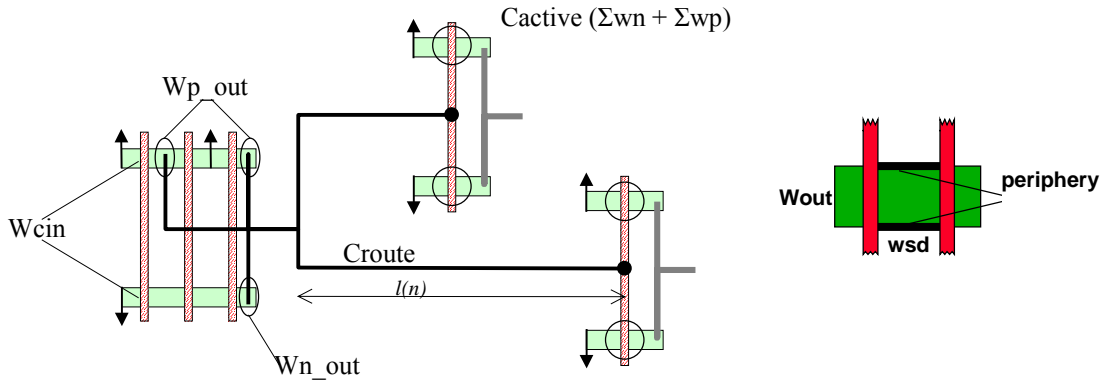 Cactive (Σwn + Σwp)
Wp_out
Wcin
Croute
l(n)
Wn_out
Wout
periphery
wsd